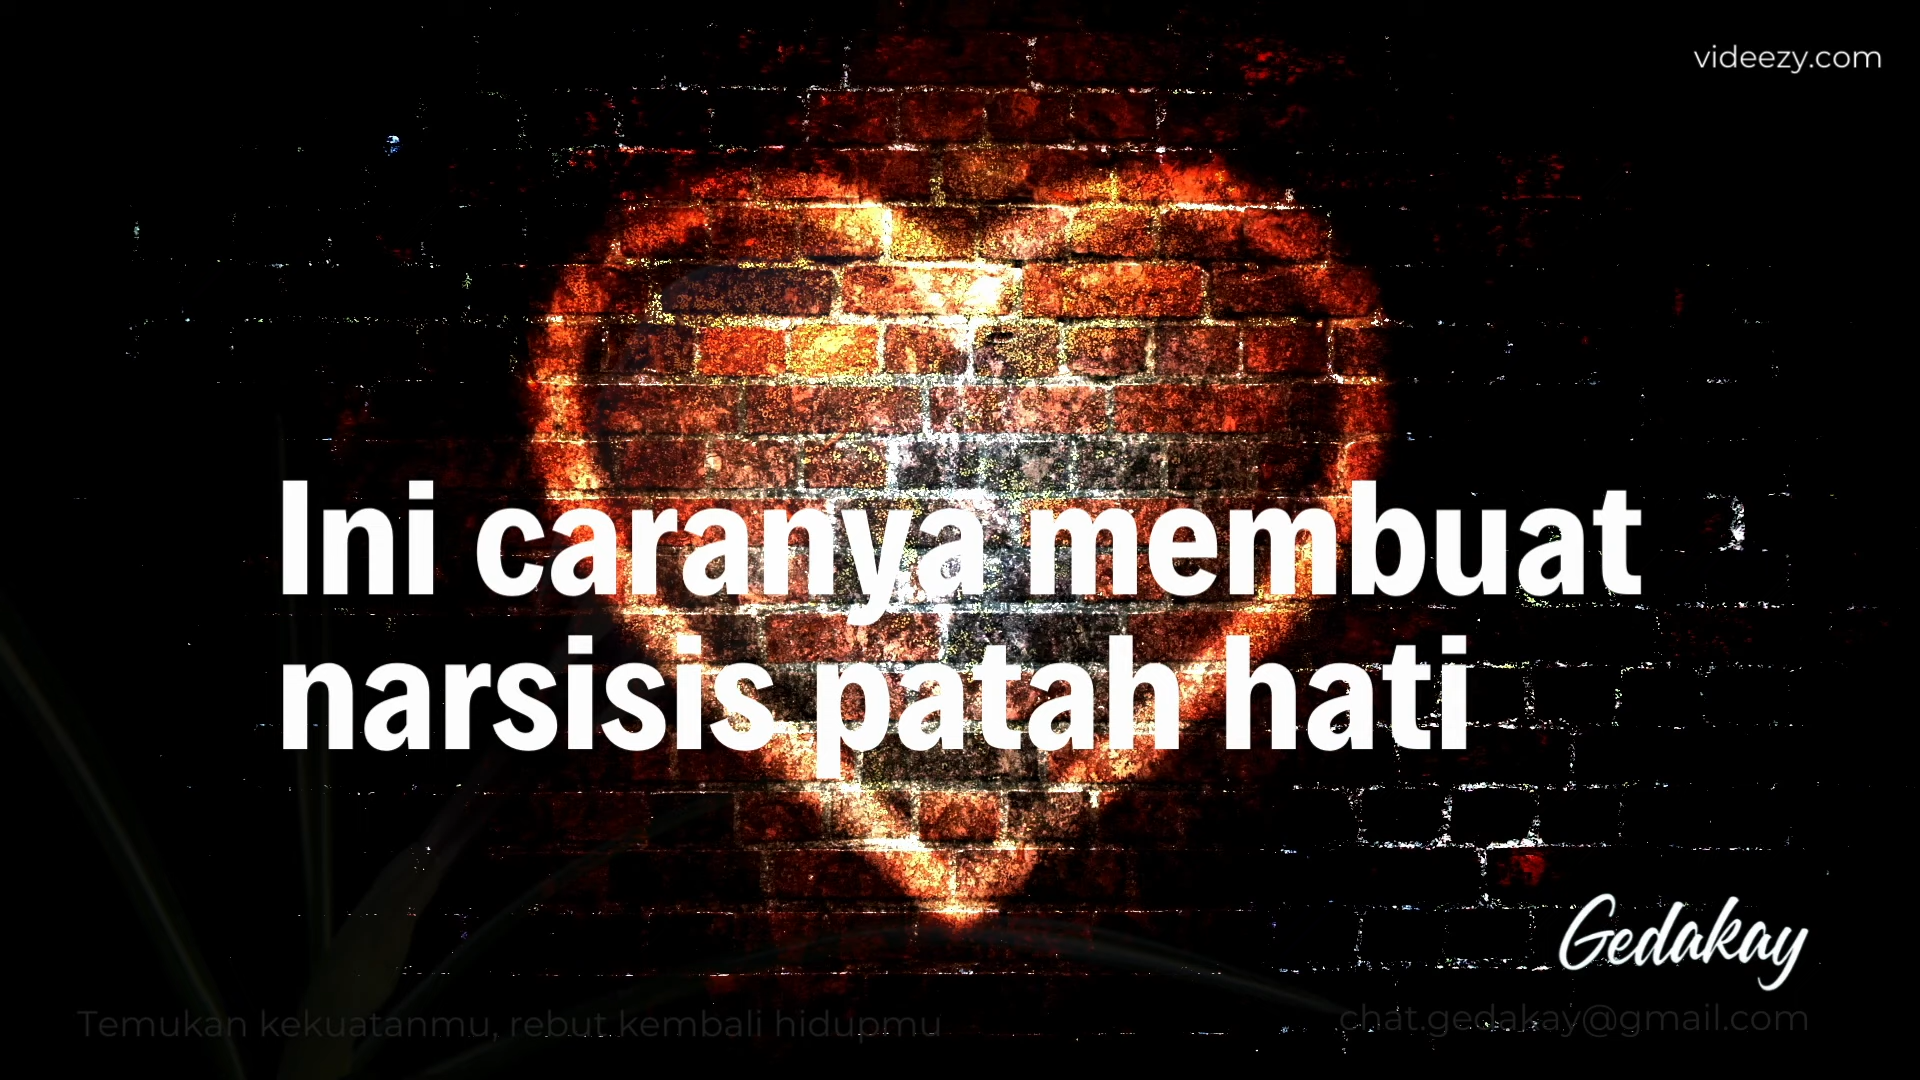 videezy.com
Ini caranya membuat
narsisis patah hati
Gedakay
Temukan kekuatanmu, rebut kembali hidupmu
chat.gedakay@gmail.com